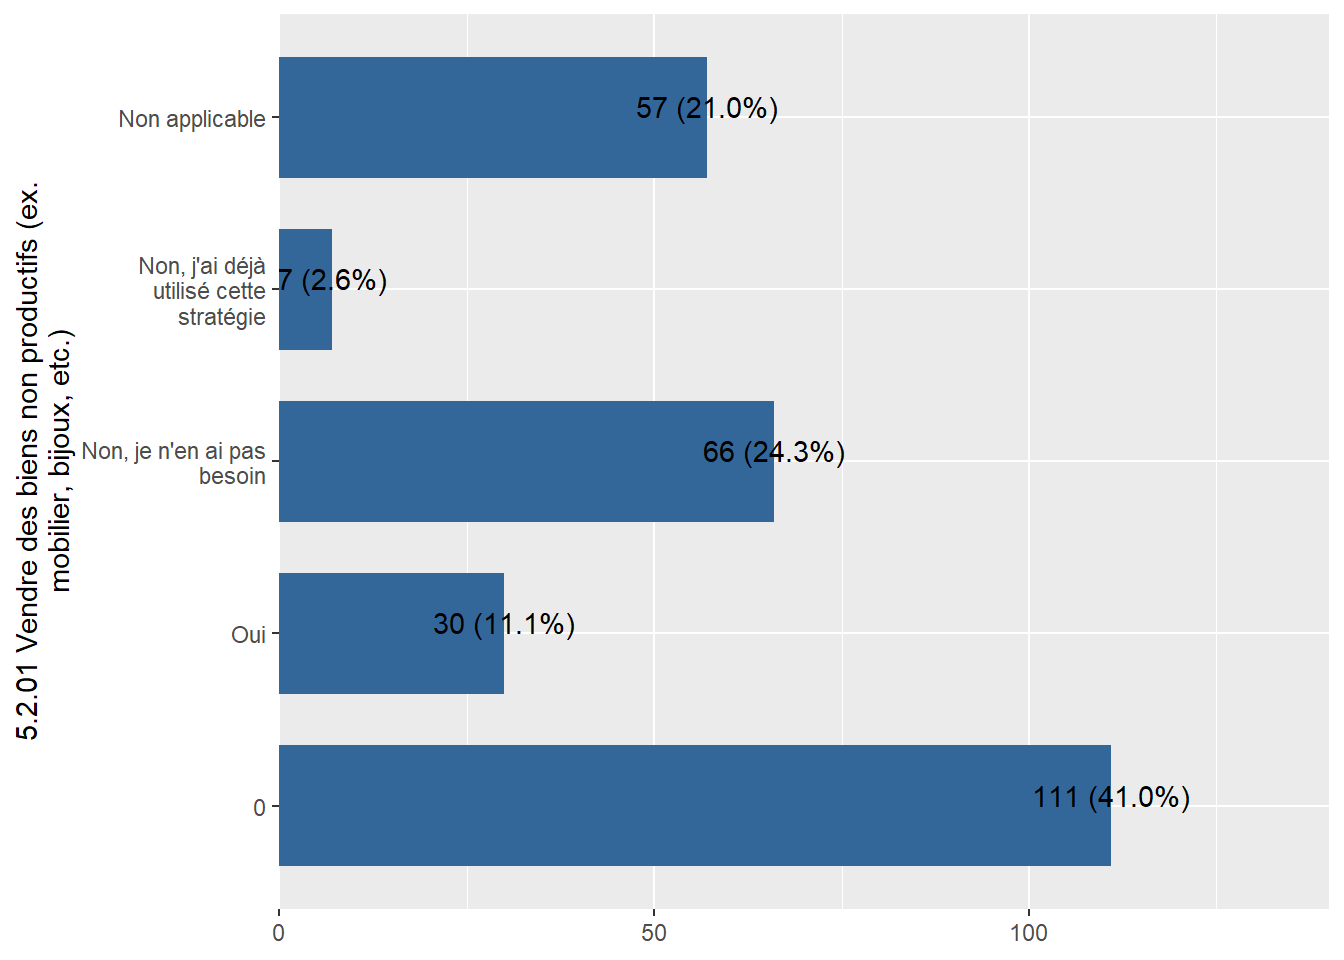 5.2.01 Vendre des biens non productifs (ex.
mobilier, bijoux, etc.)
Non applicable
57 (21.0%)
Non, j'ai déjà
utilisé cette
stratégie
7 (2.6%)
Non, je n'en ai pas
besoin
66 (24.3%)
Oui
30 (11.1%)
0
111 (41.0%)
0
50
100